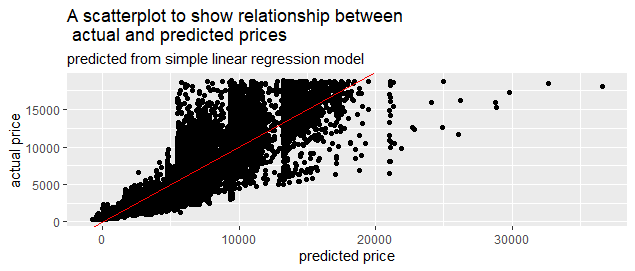 A scatterplot to show relationship between
actual and predicted prices
predicted from simple linear regression model
actual price
15000
10000
5000
0
0
10000
20000
30000
predicted price